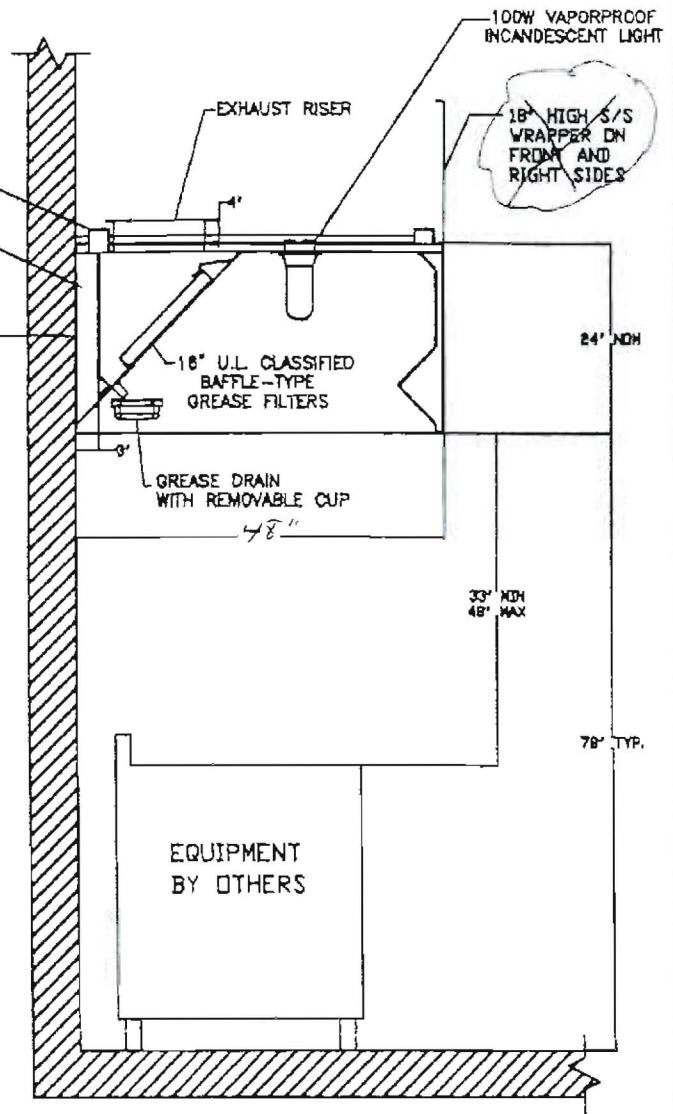 100W VAPORPROOF
INCANDESCENT LIGHT
EXHAUST RISER
18" HIGH S/S
WRAPPER ON
FRONT AND
RIGHT SIDES
4"
24" NOM
16" U.L. CLASSIFIED
BAFFLE-TYPE
GREASE FILTERS
3"
GREASE DRAIN
WITH REMOVABLE CUP
48"
33" MIN
48" MAX
78" TYP.
EQUIPMENT
BY OTHERS